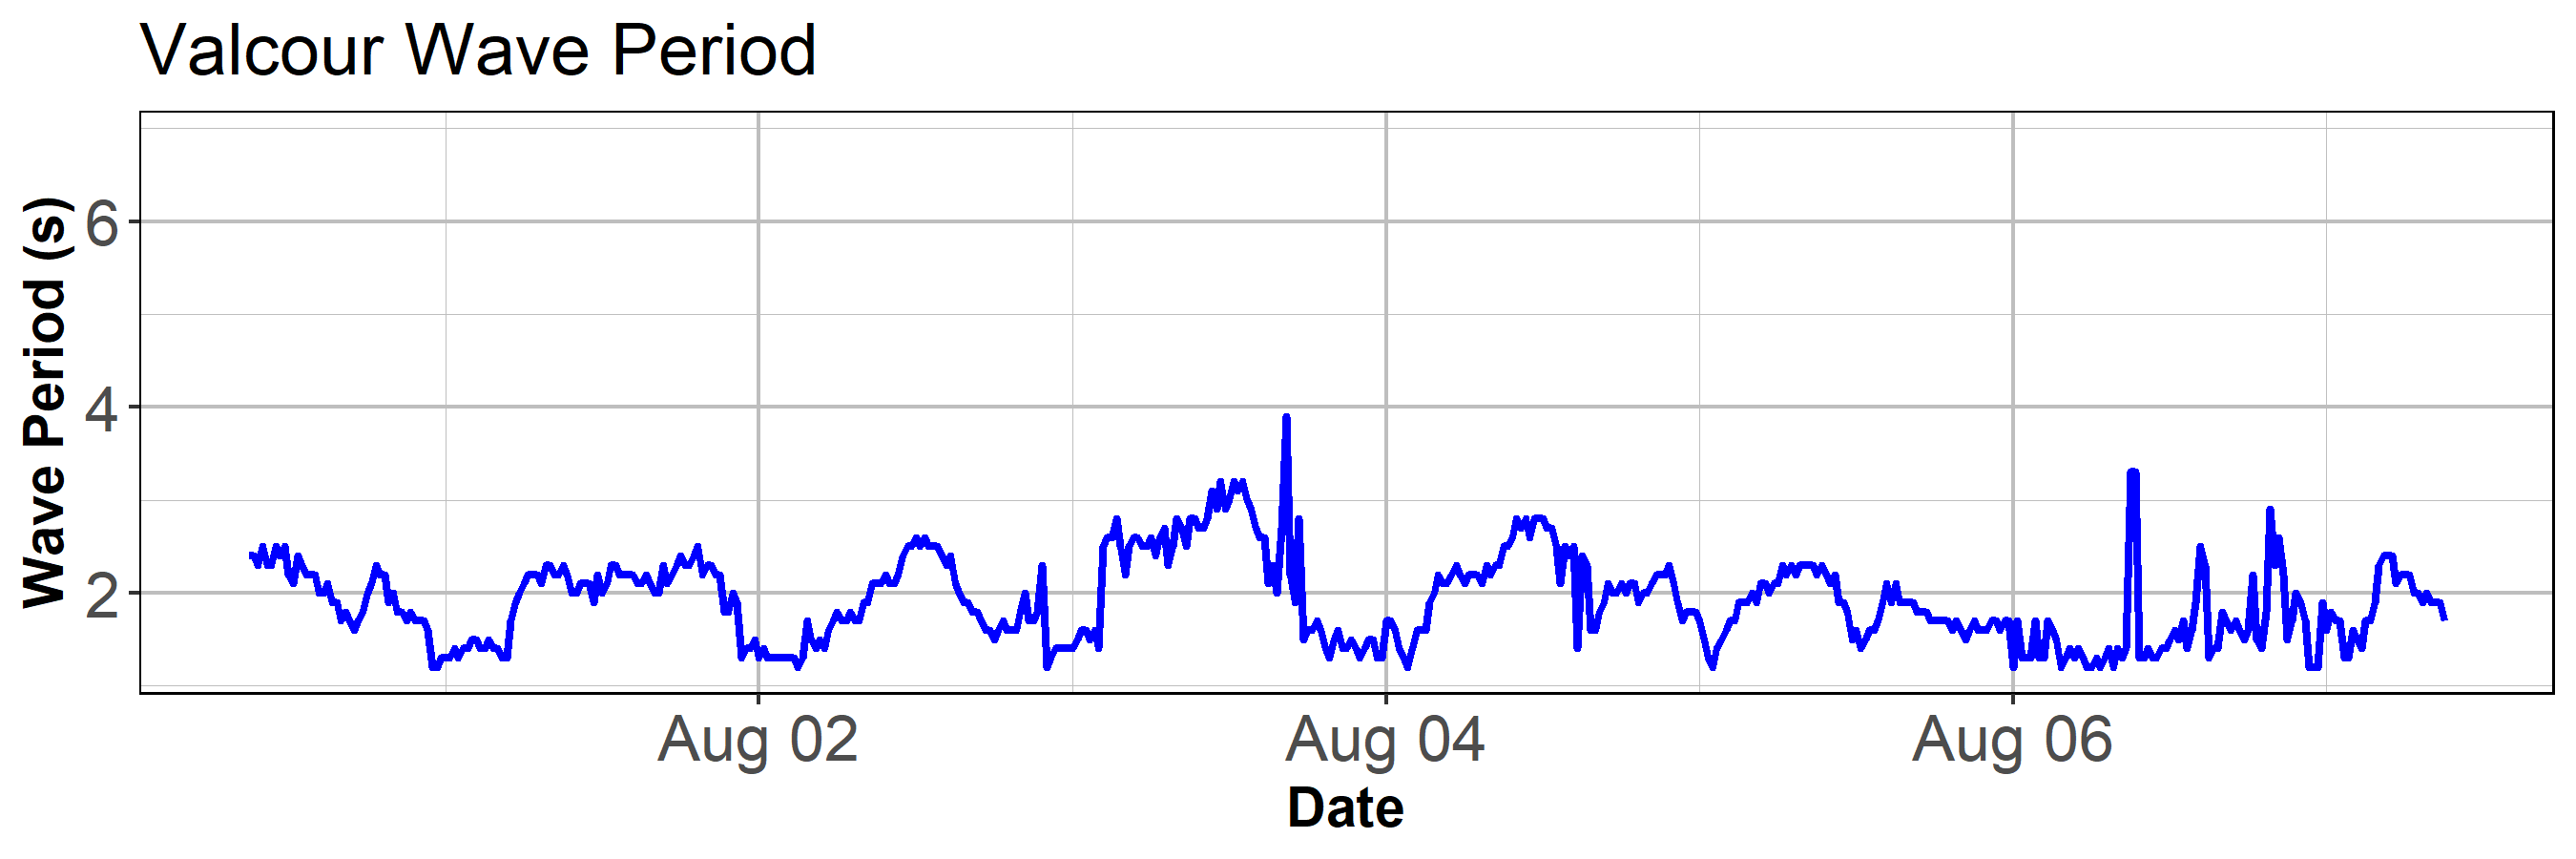 Valcour Wave Period
Wave Period (s)
6
4
2
Aug 02 Aug 04 Aug 06
Date